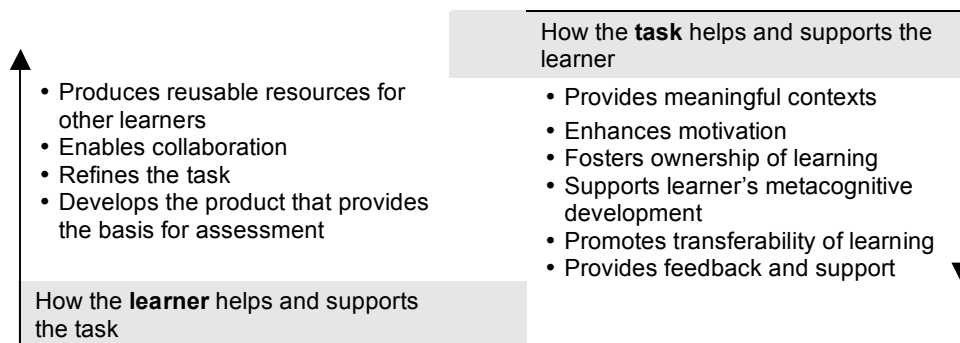 • Produces reusable resources for
other learners
• Enables collaboration
• Refines the task
• Develops the product that provides
the basis for assessment
How the learner helps and supports
the task
How the task helps and supports the
learner
• Provides meaningful contexts
• Enhances motivation
• Fosters ownership of learning
• Supports learner’s metacognitive
development
• Promotes transferability of learning
• Provides feedback and support